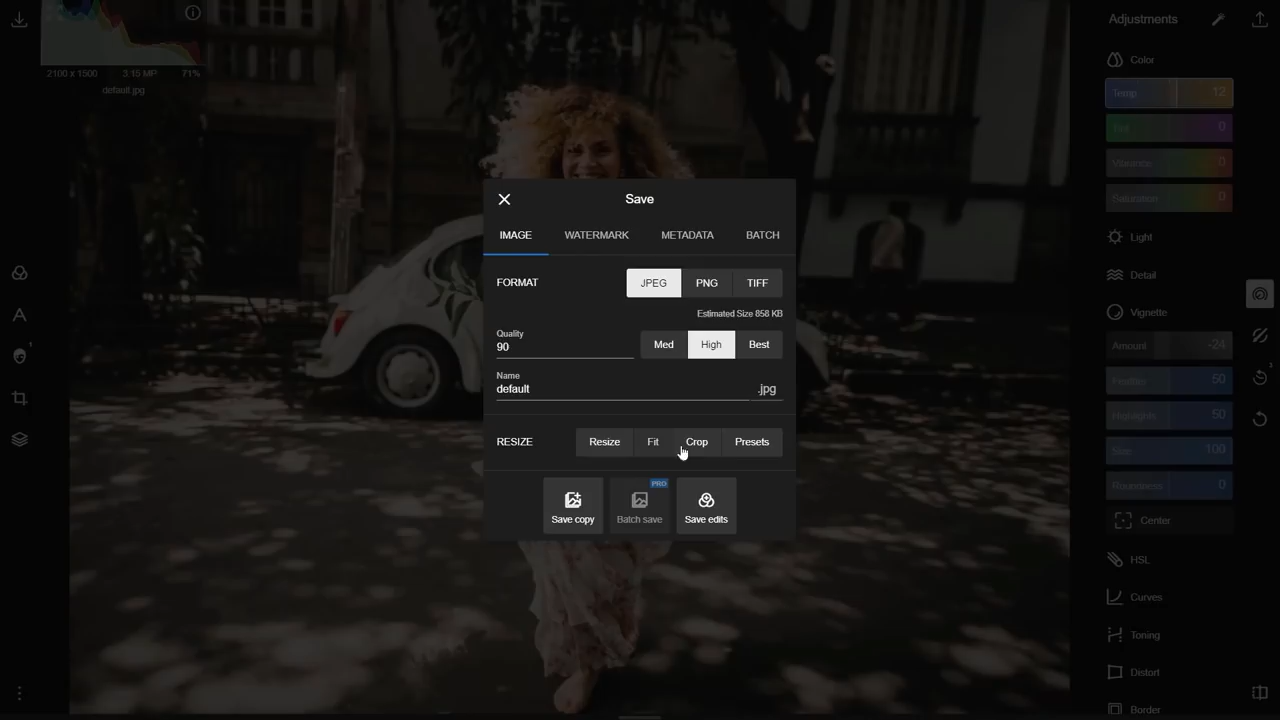 2100 x 1500 3.15 MP 71%
default.jpg
Save
IMAGE WATERMARK METADATA BATCH
FORMAT JPEG PNG TIFF
Estimated Size 858 KB
Quality
90 Med High Best
Name
default .jpg
RESIZE Resize Fit Crop Presets
PRO
Save copy Batch save Save edits
Adjustments
Color
Temp 12
Tint 0
Vibrance 0
Saturation 0
Light
Detail
Vignette
Amount -24
Feather 50
Highlights 50
Size 100
Roundness 0
Center
HSL
Curves
Toning
Distort
Border
A
1
1